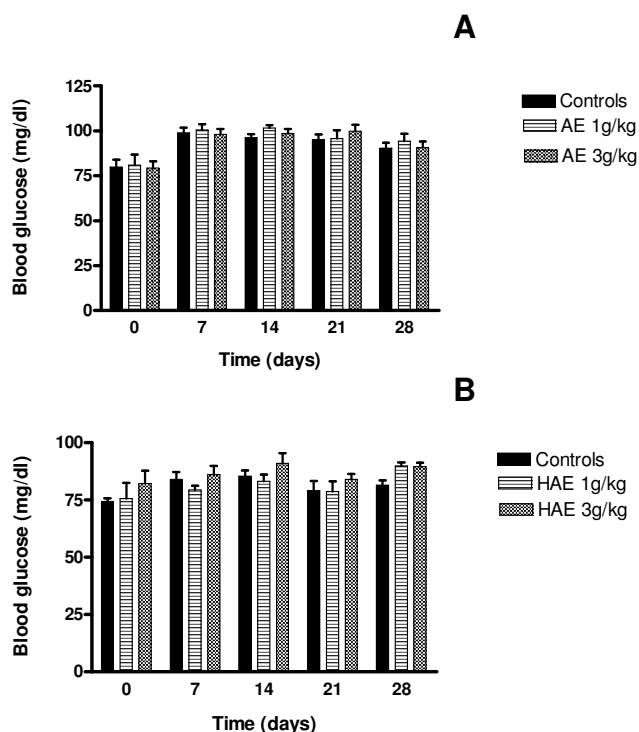 A
Blood glucose (mg/dl)
125
100
75
50
25
0
0 7 14 21 28
Time (days)
Controls
AE 1g/kg
AE 3g/kg
B
Blood glucose (mg/dl)
100
75
50
25
0
0 7 14 21 28
Time (days)
Controls
HAE 1g/kg
HAE 3g/kg